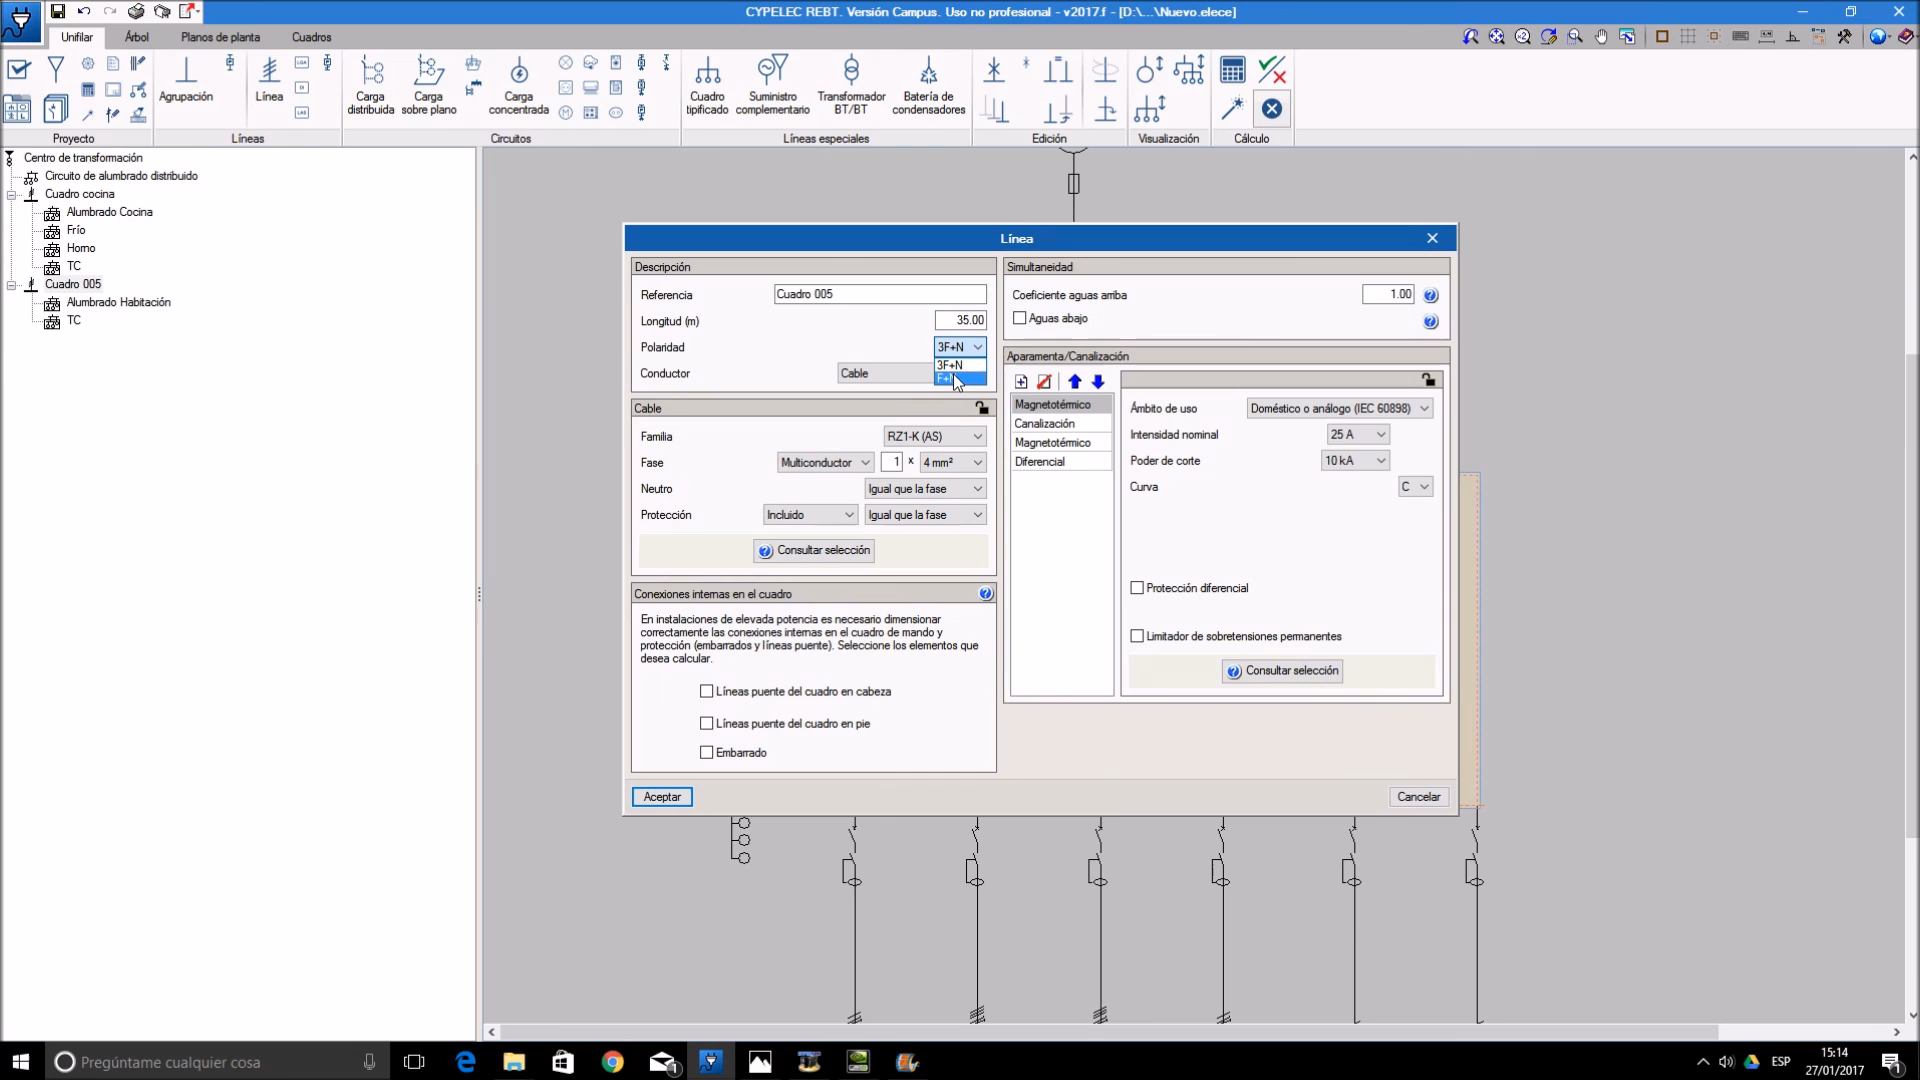 CYPELEC REBT. Versión Campus. Uso no profesional - v2017.f - [D:\...\Nuevo.elece]
Unifilar
Árbol
Planos de planta
Cuadros
Agrupación
Línea
Carga distribuida
Carga sobre plano
Carga concentrada
Cuadro tipificado
Suministro complementario
Transformador BT/BT
Batería de condensadores
Proyecto
Líneas
Circuitos
Líneas especiales
Edición
Visualización
Cálculo
Centro de transformación
Circuito de alumbrado distribuido
Cuadro cocina
Alumbrado Cocina
Frío
Horno
TC
Cuadro 005
Alumbrado Habitación
TC
Línea
Descripción
Referencia Cuadro 005
Longitud (m) 35.00
Polaridad 3F+N
3F+N
Conductor Cable
Cable
Familia RZ1-K (AS)
Fase Multiconductor 1 x 4 mm²
Neutro Igual que la fase
Protección Incluido Igual que la fase
Consultar selección
Conexiones internas en el cuadro
En instalaciones de elevada potencia es necesario dimensionar
correctamente las conexiones internas en el cuadro de mando y
protección (embarrados y líneas puente). Seleccione los elementos que
desea calcular.
Líneas puente del cuadro en cabeza
Líneas puente del cuadro en pie
Embarrado
Simultaneidad
Coeficiente aguas arriba 1.00
Aguas abajo
Aparamenta/Canalización
Magnetotérmico
Canalización
Magnetotérmico
Diferencial
Ámbito de uso Doméstico o análogo (IEC 60898)
Intensidad nominal 25 A
Poder de corte 10 kA
Curva C
Protección diferencial
Limitador de sobretensiones permanentes
Consultar selección
Aceptar
Cancelar
Pregúntame cualquier cosa
ESP
15:14
27/01/2017